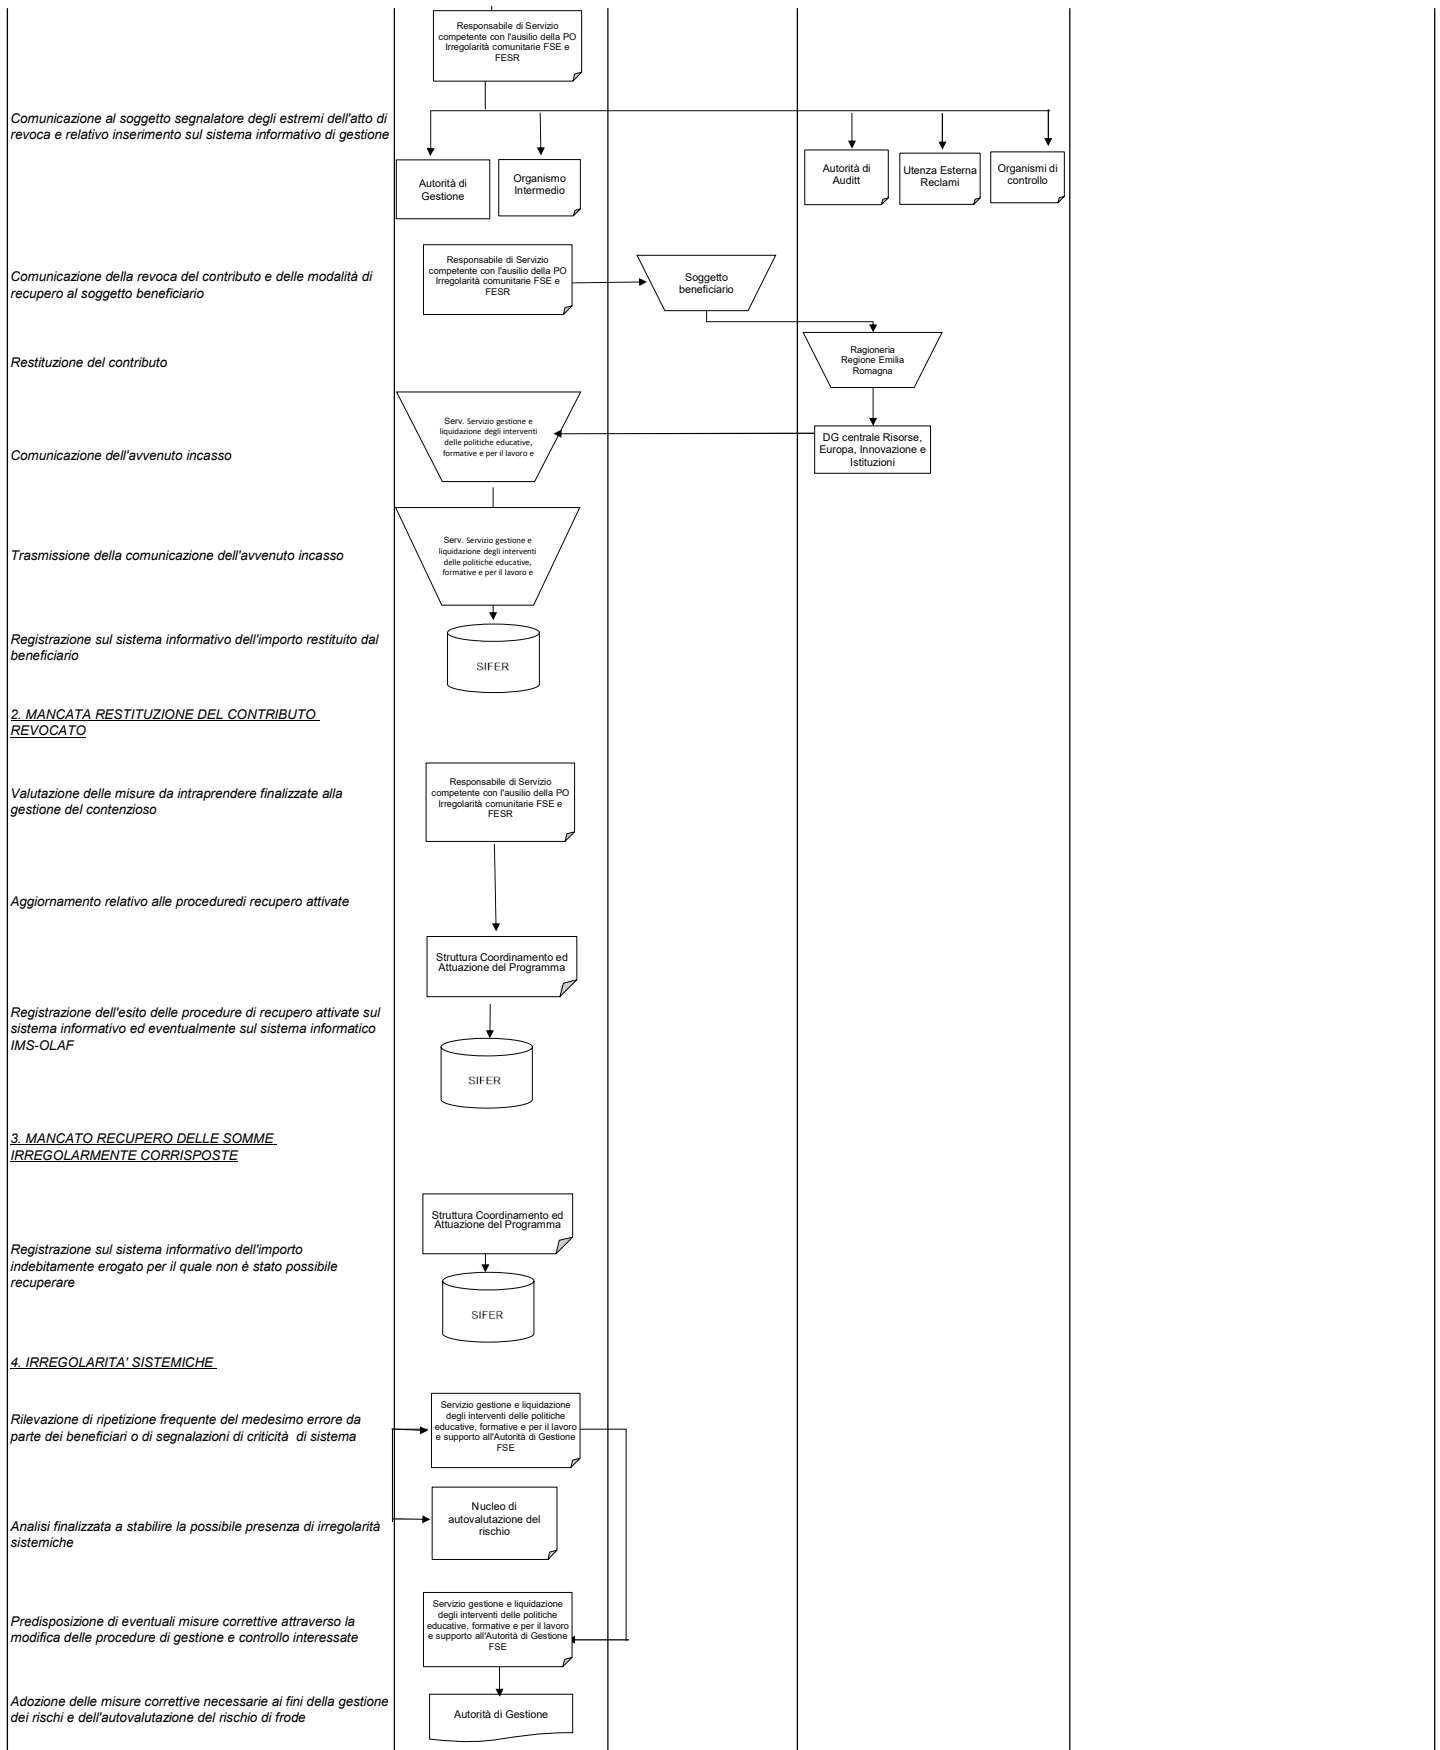 Responsabile di Servizio
competente con l'ausilio della PO
Irregolarità comunitarie FSE e
FESR
Comunicazione al soggetto segnalatore degli estremi dell'atto di
revoca e relativo inserimento sul sistema informativo di gestione
Autorità di
Gestione
Organismo
Intermedio
Autorità di
Auditt
Utenza Esterna
Reclami
Organismi di
controllo
Comunicazione della revoca del contributo e delle modalità di
recupero al soggetto beneficiario
Responsabile di Servizio
competente con l'ausilio della PO
Irregolarità comunitarie FSE e
FESR
Soggetto
beneficiario
Restituzione del contributo
Ragioneria
Regione Emilia
Romagna
Comunicazione dell'avvenuto incasso
Serv. Servizio gestione e
liquidazione degli interventi
delle politiche educative,
formative e per il lavoro e
DG centrale Risorse,
Europa, Innovazione e
Istituzioni
Trasmissione della comunicazione dell'avvenuto incasso
Serv. Servizio gestione e
liquidazione degli interventi
delle politiche educative,
formative e per il lavoro e
Registrazione sul sistema informativo dell'importo restituito dal
beneficiario
SIFER
2. MANCATA RESTITUZIONE DEL CONTRIBUTO
REVOCATO
Valutazione delle misure da intraprendere finalizzate alla
gestione del contenzioso
Responsabile di Servizio
competente con l'ausilio della PO
Irregolarità comunitarie FSE e
FESR
Aggiornamento relativo alle proceduredi recupero attivate
Struttura Coordinamento ed
Attuazione del Programma
Registrazione dell'esito delle procedure di recupero attivate sul
sistema informativo ed eventualmente sul sistema informatico
IMS-OLAF
SIFER
3. MANCATO RECUPERO DELLE SOMME
IRREGOLARMENTE CORRISPOSTE
Struttura Coordinamento ed
Attuazione del Programma
Registrazione sul sistema informativo dell'importo
indebitamente erogato per il quale non è stato possibile
recuperare
SIFER
4. IRREGOLARITA' SISTEMICHE
Rilevazione di ripetizione frequente del medesimo errore da
parte dei beneficiari o di segnalazioni di criticità di sistema
Servizio gestione e liquidazione
degli interventi delle politiche
educative, formative e per il lavoro
e supporto all'Autorità di Gestione
FSE
Analisi finalizzata a stabilire la possibile presenza di irregolarità
sistemiche
Nucleo di
autovalutazione del
rischio
Predisposizione di eventuali misure correttive attraverso la
modifica delle procedure di gestione e controllo interessate
Servizio gestione e liquidazione
degli interventi delle politiche
educative, formative e per il lavoro
e supporto all'Autorità di Gestione
FSE
Adozione delle misure correttive necessarie ai fini della gestione
dei rischi e dell'autovalutazione del rischio di frode
Autorità di Gestione